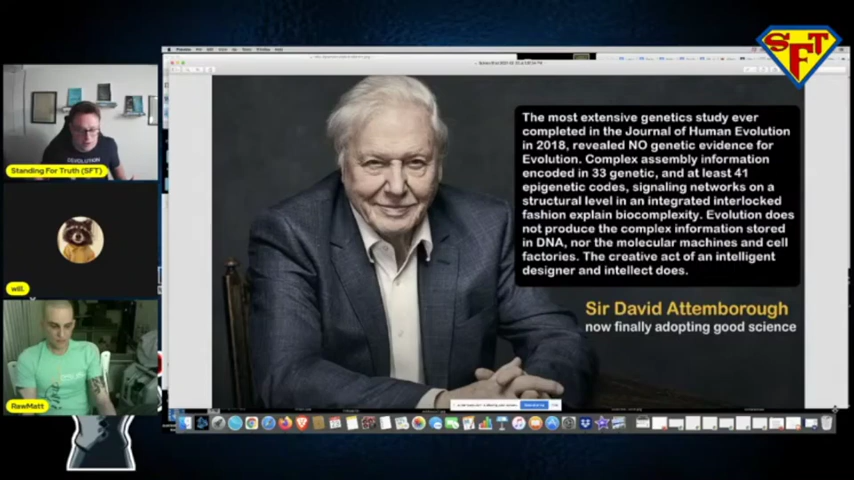 SFT
The most extensive genetics study ever
completed in the Journal of Human Evolution
in 2018, revealed NO genetic evidence for
Evolution. Complex assembly information
encoded in 33 genetic, and at least 41
epigenetic codes, signaling networks on a
structural level in an integrated interlocked
fashion explain biocomplexity. Evolution does
not produce the complex information stored
in DNA, nor the molecular machines and cell
factories. The creative act of an intelligent
designer and intellect does.
Sir David Attemborough
now finally adopting good science
Standing For Truth (SFT)
will.
RawMatt